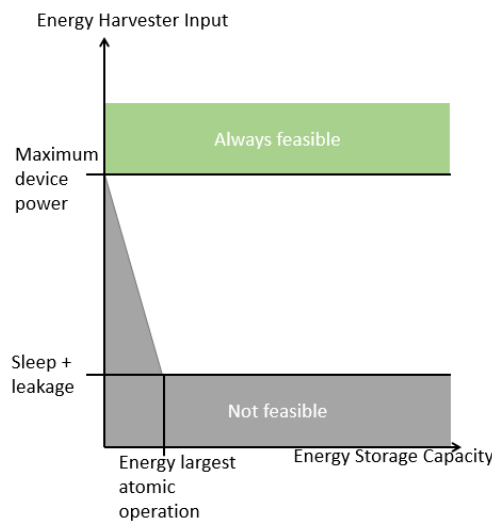 Energy Harvester Input
Always feasible
Maximum
device
power
Sleep +
leakage
Not feasible
Energy Storage Capacity
Energy largest
atomic
operation